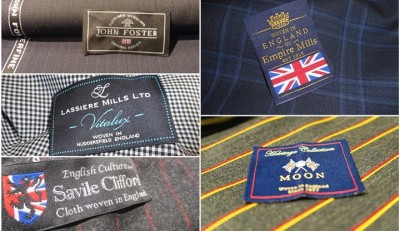 JOHN FOSTER
WOVEN IN
ENGLAND
BY
Empire Mills
LASSIERE MILLS LTD
Vitalux
WOVEN IN
HUDDERSFIELD ENGLAND
English Culture
Savile Clifford
Cloth woven in England
Heritage Collection
MOON
Woven in England